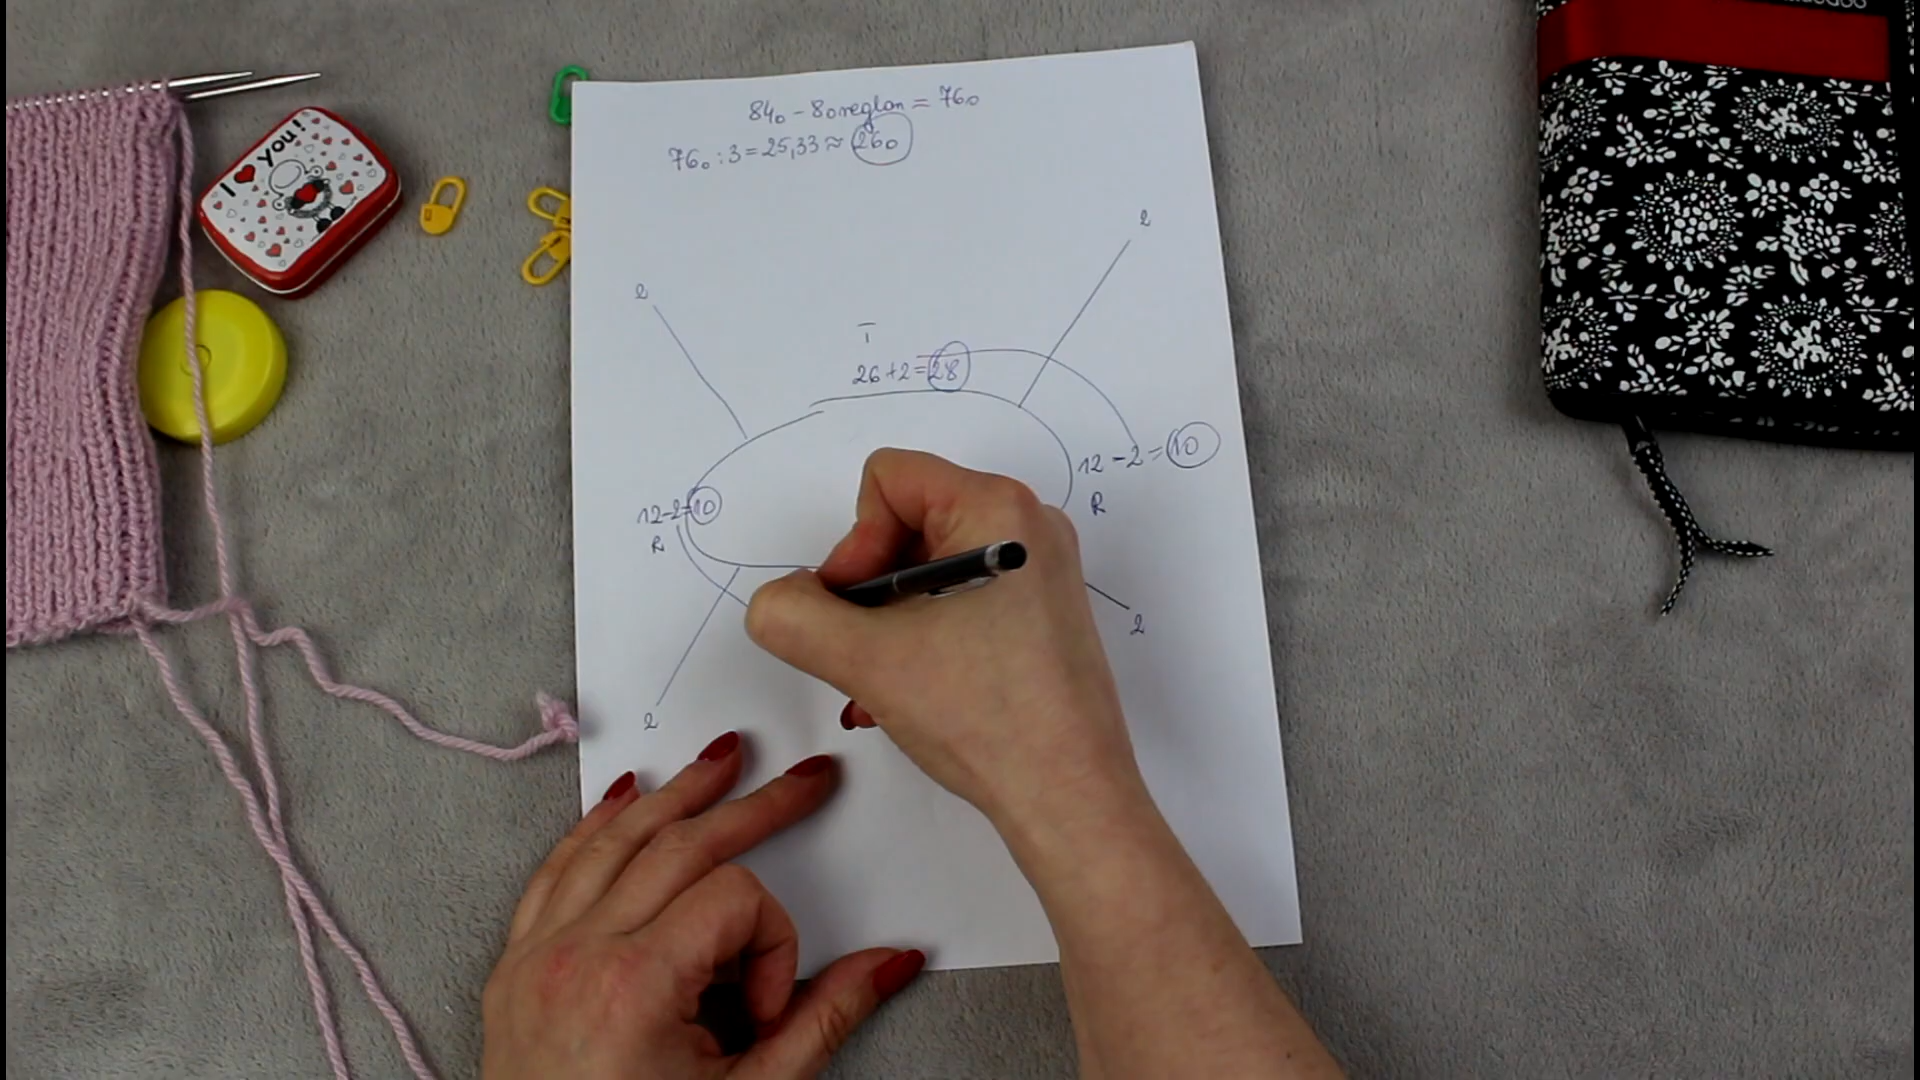 84o - 8o reglan = 76o
76o : 3 = 25,33 ≈ 26o
2
2
T
26 + 2 = 28
12 - 2 = 10
R
12 - 2 = 10
R
2
2
I ♥ You!